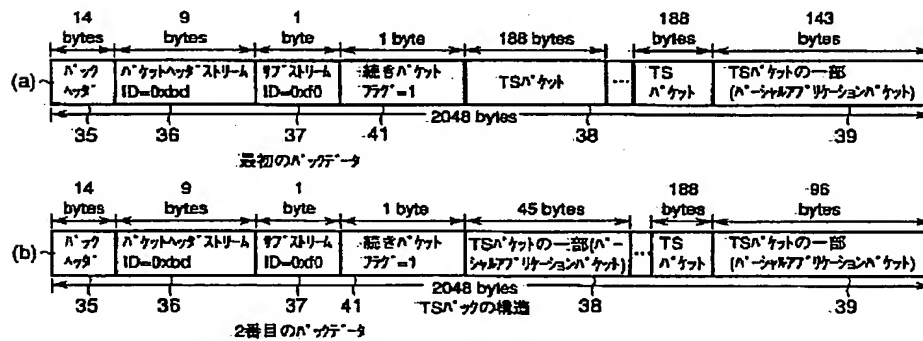 14 bytes
9 bytes
1 byte
1 byte
188 bytes
188 bytes
143 bytes
(a)
パック ヘッダ
パケットヘッダストリーム ID=0xbd
サブストリーム ID=0xf0
続きパケット フラグ=1
TSパケット
...
TS パケット
TSパケットの一部 (パーシャルアプリケーションパケット)
2048 bytes
35
36
37
41
38
39
最初のパックデータ
14 bytes
9 bytes
1 byte
1 byte
45 bytes
188 bytes
96 bytes
(b)
パック ヘッダ
パケットヘッダストリーム ID=0xbd
サブストリーム ID=0xf0
続きパケット フラグ=1
TSパケットの一部(パーシャルアプリケーションパケット)
...
TS パケット
TSパケットの一部 (パーシャルアプリケーションパケット)
2048 bytes
35
36
37
41
TSパックの構造
38
39
2番目のパックデータ